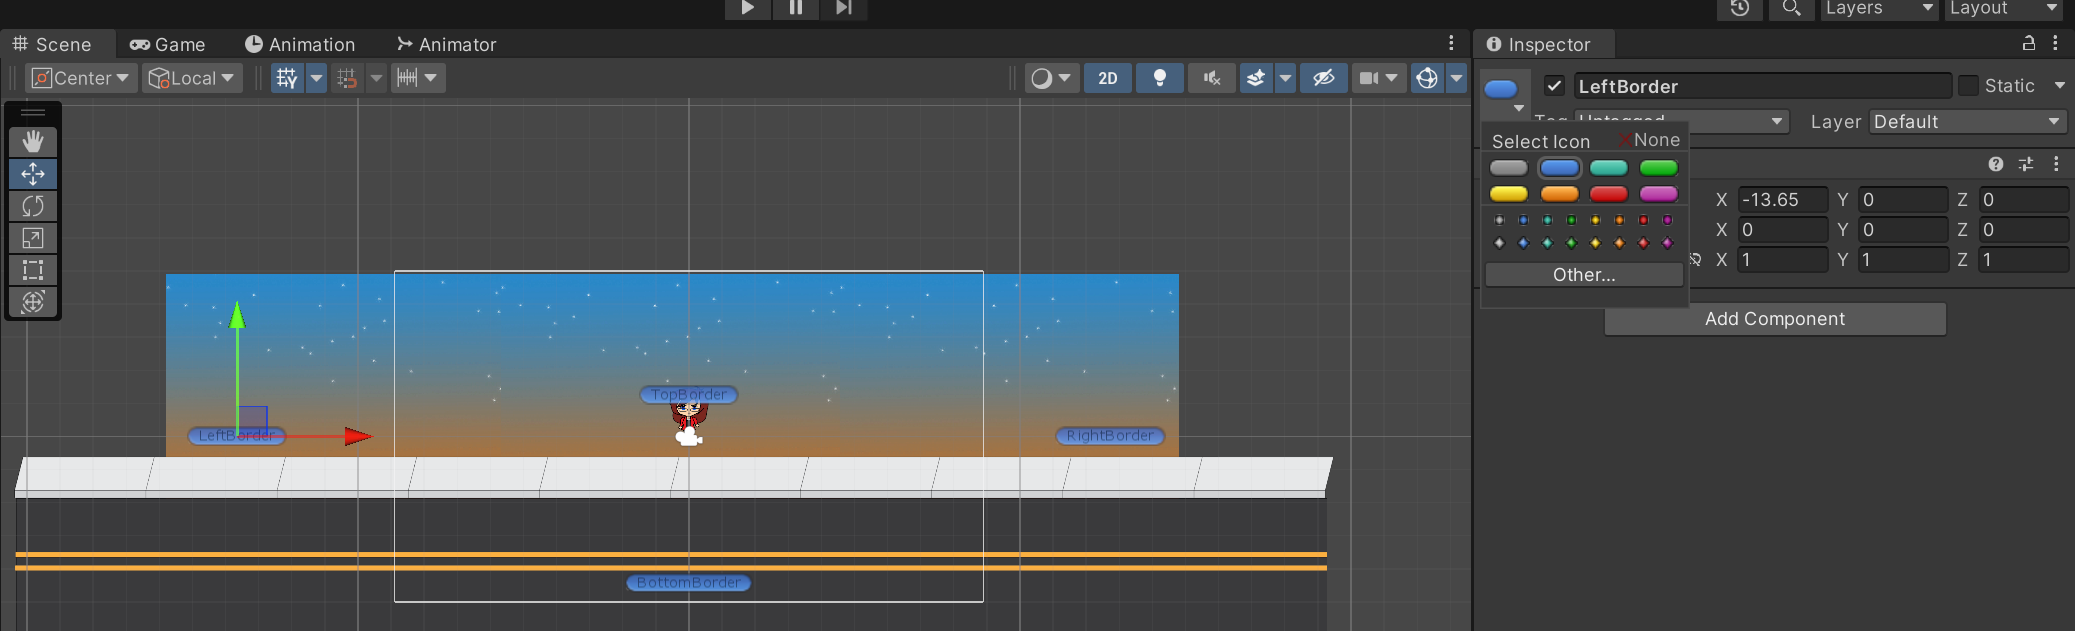 Layers Layout
Scene Game Animation Animator
Inspector
Center Local
2D
LeftBorder Static
Tag Untagged Layer Default
Select Icon None
X -13.65 Y 0 Z 0
X 0 Y 0 Z 0
X 1 Y 1 Z 1
Other...
Add Component
TopBorder
LeftBorder RightBorder
BottomBorder